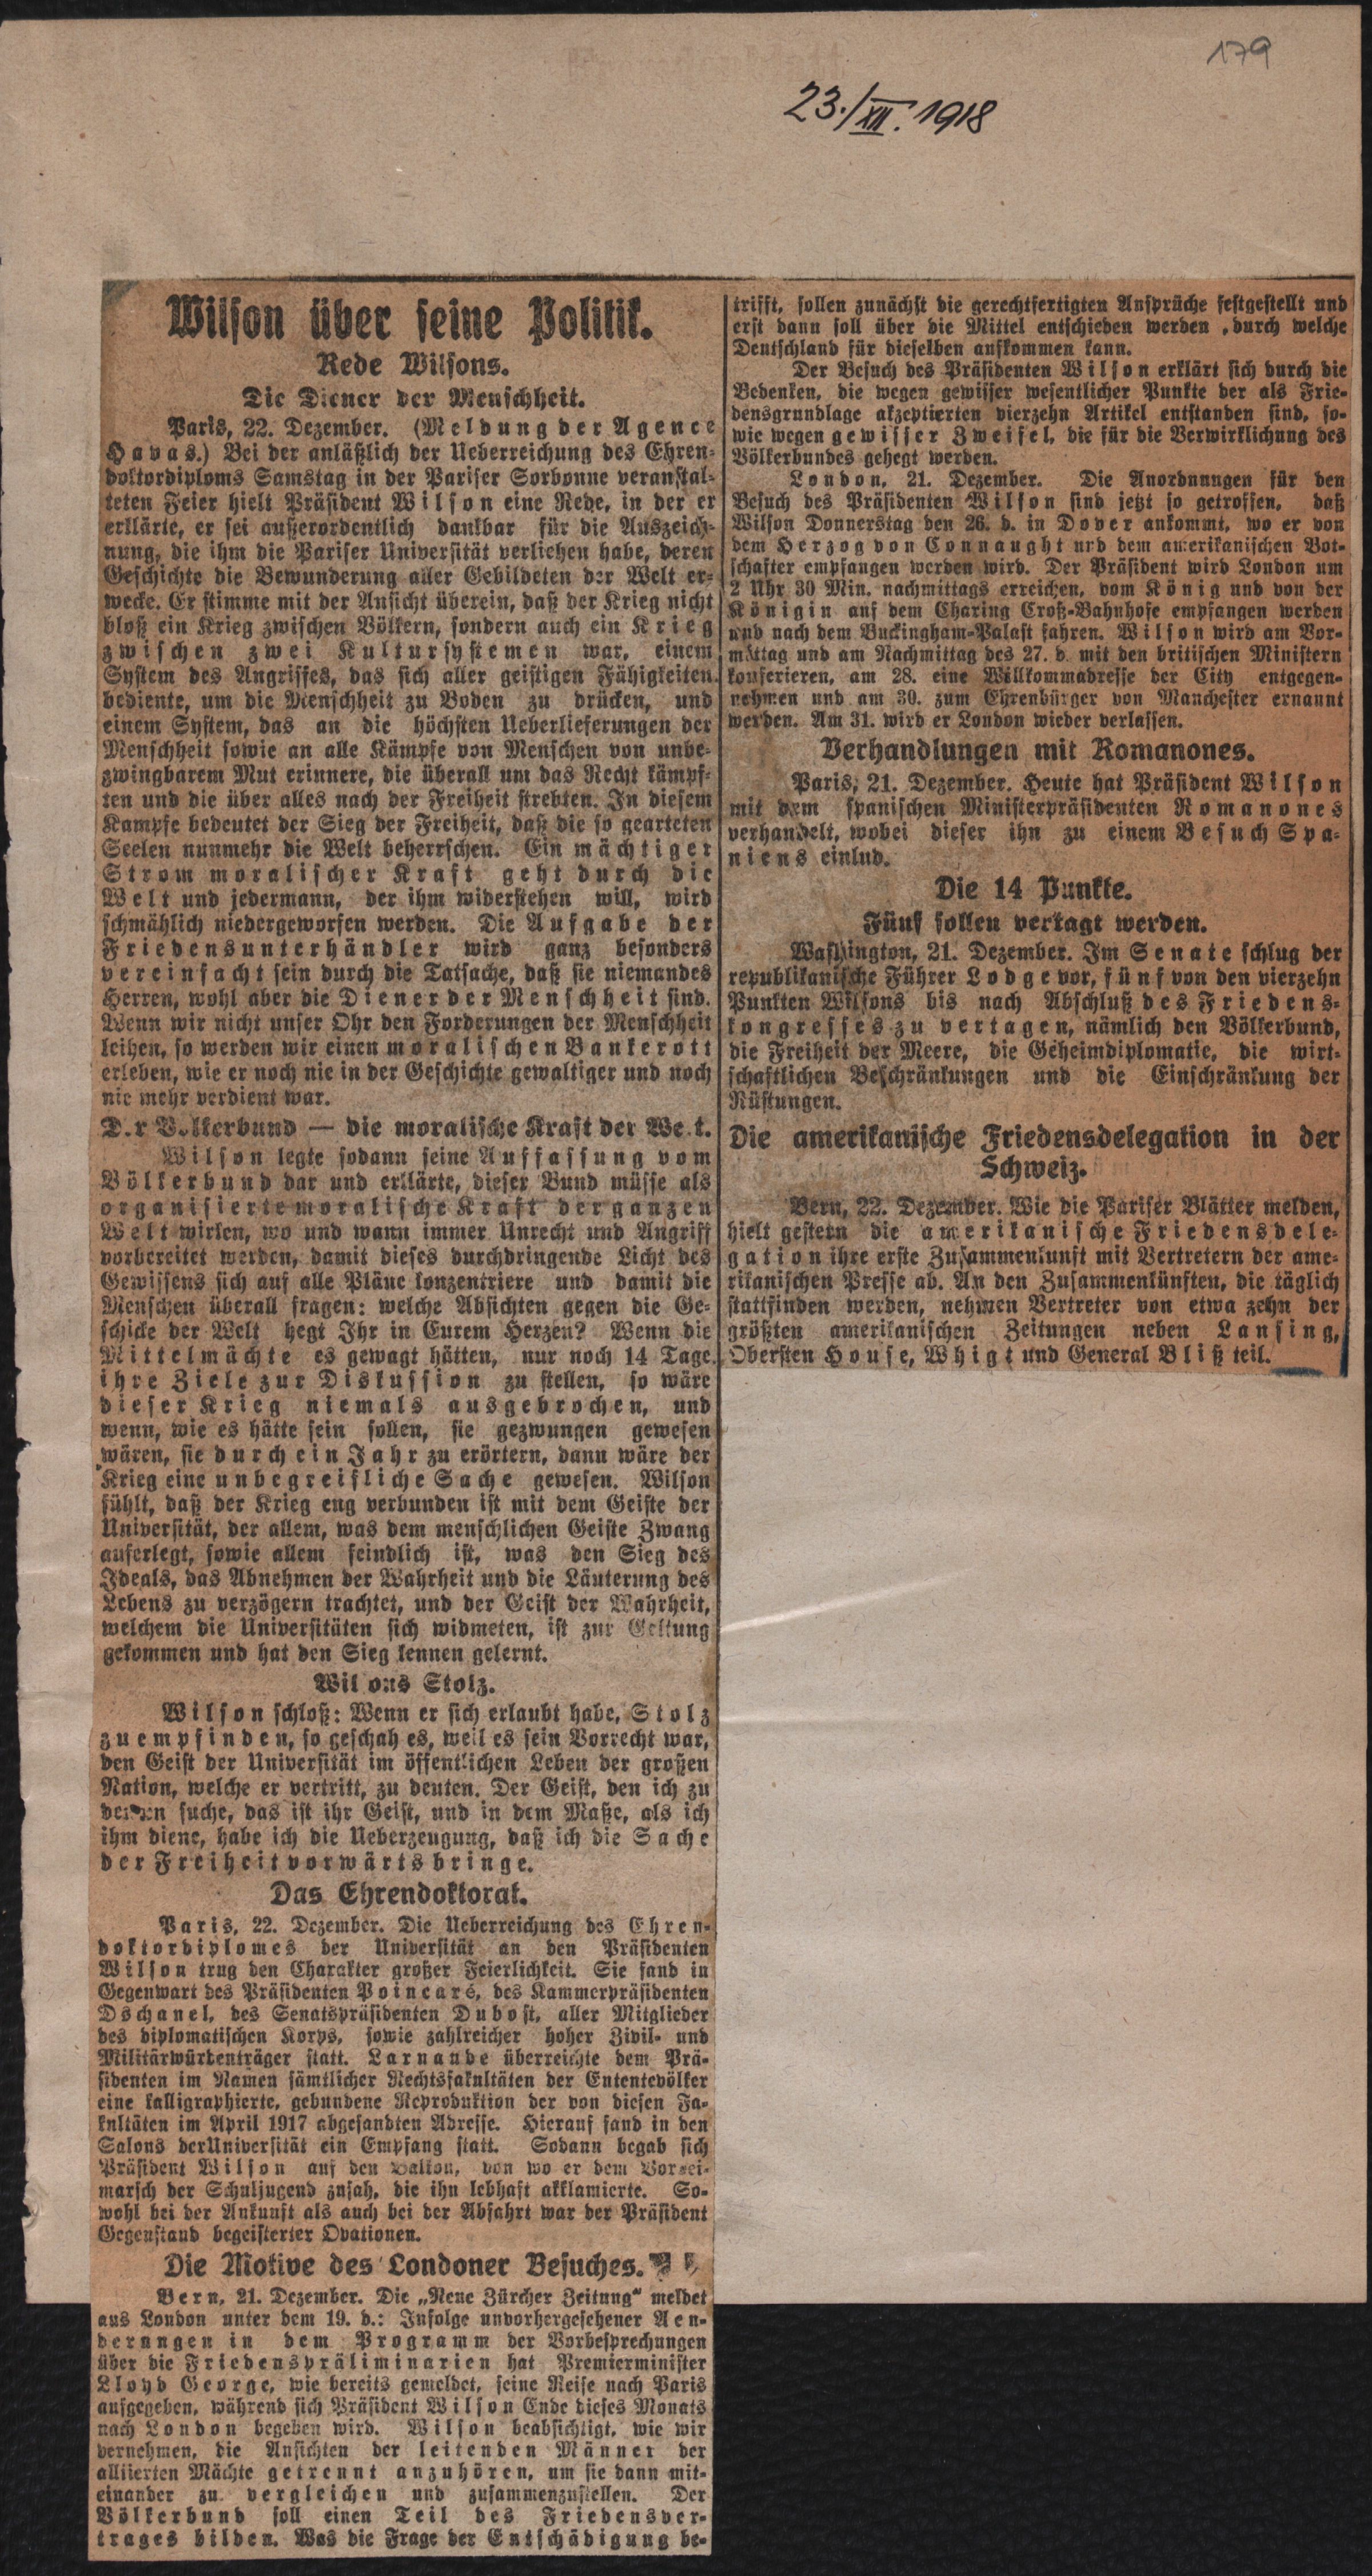 179
23./XII. 1918
Wilson über seine Politik.
Rede Wilsons.
Die Diener der Menschheit.
Paris, 22. Dezember. (Meldung der Agence
Havas.) Bei der anläßlich der Ueberreichung des Ehren-
doktordiploms Samstag in der Pariser Sorbonne veranstal-
teten Feier hielt Präsident Wilson eine Rede, in der er
erklärte, er sei außerordentlich dankbar für die Auszeich-
nung, die ihm die Pariser Universität verliehen habe, deren
Geschichte die Bewunderung aller Gebildeten der Welt er-
wecke. Er stimme mit der Ansicht überein, daß der Krieg nicht
bloß ein Krieg zwischen Völkern, sondern auch ein Krieg
zwischen zwei Kultursystemen war, einem
System des Angriffes, das sich aller geistigen Fähigkeiten
bediente, um die Menschheit zu Boden zu drücken, und
einem System, das an die höchsten Ueberlieferungen der
Menschheit sowie an alle Kämpfe von Menschen von unbe-
zwingbarem Mut erinnere, die überall um das Recht kämpf-
ten und die über alles nach der Freiheit strebten. In diesem
Kampfe bedeutet der Sieg der Freiheit, daß die so gearteten
Seelen nunmehr die Welt beherrschen. Ein mächtiger
Strom moralischer Kraft geht durch die
Welt und jedermann, der ihm widerstehen will, wird
schmählich niedergeworfen werden. Die Aufgabe der
Friedensunterhändler wird ganz besonders
vereinfacht sein durch die Tatsache, daß sie niemandes
Herren, wohl aber die Diener der Menschheit sind.
Wenn wir nicht unser Ohr den Forderungen der Menschheit
leihen, so werden wir einen moralischen Bankerott
erleben, wie er noch nie in der Geschichte gewaltiger und noch
nie mehr verdient war.
Der Völkerbund — die moralische Kraft der Welt.
Wilson legte sodann seine Auffassung vom
Völkerbund dar und erklärte, dieser Bund müsse als
organisierte moralische Kraft der ganzen
Welt wirken, wo und wann immer Unrecht und Angriff
vorbereitet werden, damit dieses durchdringende Licht des
Gewissens sich auf alle Pläne konzentriere und damit die
Menschen überall fragen: welche Absichten gegen die Ge-
schicke der Welt hegt Ihr in Eurem Herzen? Wenn die
Mittelmächte es gewagt hätten, nur noch 14 Tage
ihre Ziele zur Diskussion zu stellen, so wäre
dieser Krieg niemals ausgebrochen, und
wenn, wie es hätte sein sollen, sie gezwungen gewesen
wären, sie durch ein Jahr zu erörtern, dann wäre der
Krieg eine unbegreifliche Sache gewesen. Wilson
fühlt, daß der Krieg eng verbunden ist mit dem Geiste der
Universität, der allem, was dem menschlichen Geiste Zwang
auferlegt, sowie allem feindlich ist, was den Sieg des
Ideals, das Abnehmen der Wahrheit und die Läuterung des
Lebens zu verzögern trachtet, und der Geist der Wahrheit,
welchem die Universitäten sich widmeten, ist zur Geltung
gekommen und hat den Sieg kennen gelernt.
Wilsons Stolz.
Wilson schloß: Wenn er sich erlaubt habe, Stolz
zu empfinden, so geschah es, weil es sein Vorrecht war,
den Geist der Universität im öffentlichen Leben der großen
Nation, welche er vertritt, zu deuten. Der Geist, den ich zu
deuten suche, das ist ihr Geist, und in dem Maße, als ich
ihm diene, habe ich die Ueberzeugung, daß ich die Sache
der Freiheit vorwärts bringe.
Das Ehrendoktorat.
Paris, 22. Dezember. Die Ueberreichung des Ehren-
doktordiplomes der Universität an den Präsidenten
Wilson trug den Charakter großer Feierlichkeit. Sie fand in
Gegenwart des Präsidenten Poincaré, des Kammerpräsidenten
Dschanel, des Senatspräsidenten Dubost, aller Mitglieder
des diplomatischen Korps, sowie zahlreicher hoher Zivil- und
Militärwürdenträger statt. Larnaude überreichte dem Prä-
sidenten im Namen sämtlicher Rechtsfakultäten der Ententevölker
eine kalligraphierte, gebundene Reproduktion der von diesen Fa-
kultäten im April 1917 abgesandten Adresse. Hierauf fand in den
Salons derUniversität ein Empfang statt. Sodann begab sich
Präsident Wilson auf den Balkon, von wo er dem Vorbei-
marsch der Schuljugend zusah, die ihn lebhaft akklamierte. So-
wohl bei der Ankunft als auch bei der Abfahrt war der Präsident
Gegenstand begeisterter Ovationen.
Die Motive des Londoner Besuches.
Bern, 21. Dezember. Die „Neue Zürcher Zeitung" meldet
aus London unter dem 19. d.: Infolge unvorhergesehener Aen-
derungen in dem Programm der Vorbesprechungen
über die Friedenspräliminarien hat Premierminister
Lloyd George, wie bereits gemeldet, seine Reise nach Paris
aufgegeben, während sich Präsident Wilson Ende dieses Monats
nach London begeben wird. Wilson beabsichtigt, wie wir
vernehmen, die Ansichten der leitenden Männer der
alliierten Mächte getrennt anzuhören, um sie dann mit-
einander zu vergleichen und zusammenzustellen. Der
Völkerbund soll einen Teil des Friedensver-
trages bilden. Was die Frage der Entschädigung be-
trifft, sollen zunächst die gerechtfertigten Ansprüche festgestellt und
erst dann soll über die Mittel entschieden werden , durch welche
Deutschland für dieselben aufkommen kann.
Der Besuch des Präsidenten Wilson erklärt sich durch die
Bedenken, die wegen gewisser wesentlicher Punkte der als Frie-
densgrundlage akzeptierten vierzehn Artikel entstanden sind, so-
wie wegen gewisser Zweifel, die für die Verwirklichung des
Völkerbundes gehegt werden.
London, 21. Dezember. Die Anordnungen für den
Besuch des Präsidenten Wilson sind jetzt so getroffen, daß
Wilson Donnerstag den 26. d. in Dover ankommt, wo er von
dem Herzog von Connaught und dem amerikanischen Bot-
schafter empfangen werden wird. Der Präsident wird London um
2 Uhr 30 Min. nachmittags erreichen, vom König und von der
Königin auf dem Charing Croß-Bahnhofe empfangen werden
und nach dem Buckingham-Palast fahren. Wilson wird am Vor-
mittag und am Nachmittag des 27. d. mit den britischen Ministern
konferieren, am 28. eine Willkommadresse der City entgegen-
nehmen und am 30. zum Ehrenbürger von Manchester ernannt
werden. Am 31. wird er London wieder verlassen.
Verhandlungen mit Romanones.
Paris, 21. Dezember. Heute hat Präsident Wilson
mit dem spanischen Ministerpräsidenten Romanones
verhandelt, wobei dieser ihn zu einem Besuch Spa-
niens einlud.
Die 14 Punkte.
Fünf sollen vertagt werden.
Washington, 21. Dezember. Im Senate schlug der
republikanische Führer Lodge vor, fünf von den vierzehn
Punkten Wilsons bis nach Abschluß des Friedens-
kongresses zu vertagen, nämlich den Völkerbund,
die Freiheit der Meere, die Geheimdiplomatie, die wirt-
schaftlichen Beschränkungen und die Einschränkung der
Rüstungen.
Die amerikanische Friedensdelegation in der
Schweiz.
Bern, 22. Dezember. Wie die Pariser Blätter melden,
hielt gestern die amerikanische Friedensdele-
gation ihre erste Zusammenkunft mit Vertretern der ame-
rikanischen Presse ab. An den Zusammenkünften, die täglich
stattfinden werden, nehmen Vertreter von etwa zehn der
größten amerikanischen Zeitungen neben Lansing,
Obersten House, Whigt und General Bliß teil.